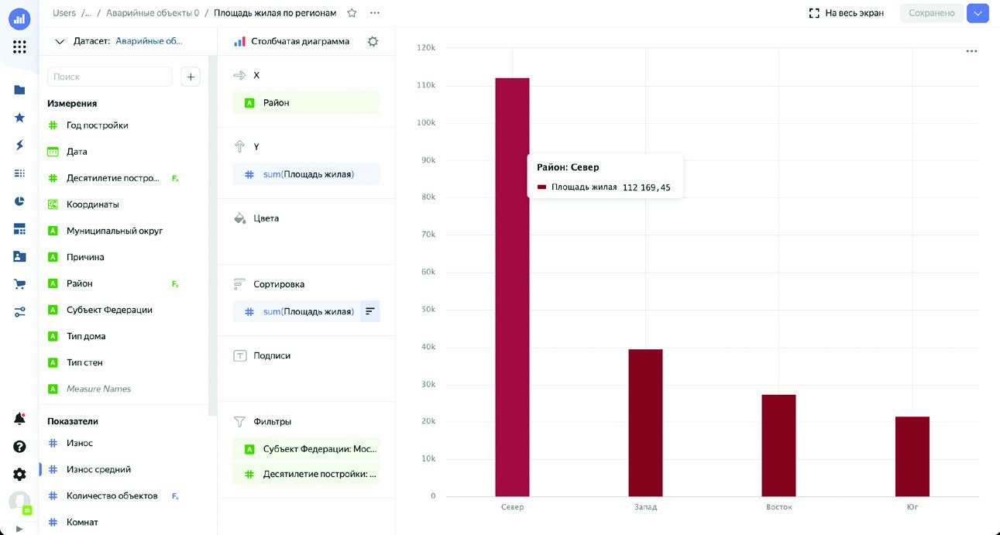 Users / ... / Аварийные объекты 0 / Площадь жилая по регионам
На весь экран
Сохранено
Датасет: Аварийные об...
Поиск
Измерения
Год постройки
Дата
Десятилетие постро...
Координаты
Муниципальный округ
Причина
Район
Субъект Федерации
Тип дома
Тип стен
Measure Names
Показатели
Износ
Износ средний
Количество объектов
Комнат
Столбчатая диаграмма
X
Район
Y
sum(Площадь жилая)
Цвета
Сортировка
sum(Площадь жилая)
Подписи
Фильтры
Субъект Федерации: Мос...
Десятилетие постройки: ...
120k
110k
100k
90k
80k
70k
60k
50k
40k
30k
20k
10k
0
Район: Север
Площадь жилая 112 169,45
Север
Запад
Восток
Юг